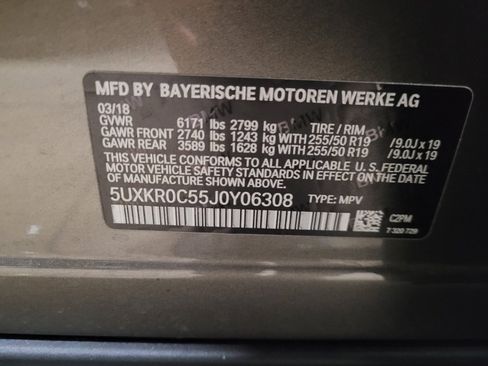 MFD BY BAYERISCHE MOTOREN WERKE AG
03/18
GVWR 6171 lbs 2799 kg TIRE / RIM
GAWR FRONT 2740 lbs 1243 kg WITH 255/50 R19 /9.0J x 19
GAWR REAR 3589 lbs 1628 kg WITH 255/50 R19 /9.0J x 19
THIS VEHICLE CONFORMS TO ALL APPLICABLE U.S. FEDERAL
MOTOR VEHICLE SAFETY STANDARDS IN EFFECT ON THE DATE
OF MANUFACTURE SHOWN ABOVE.
5UXKR0C55J0Y06308 TYPE: MPV
C2PM
7 320 729